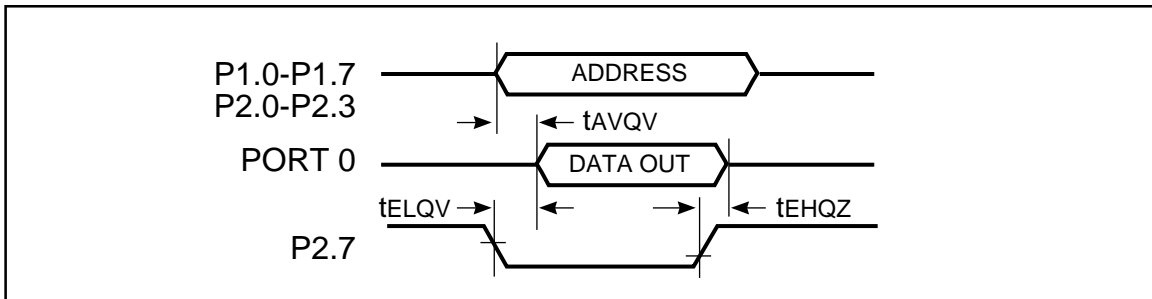 P1.0-P1.7
ADDRESS
P2.0-P2.3
tAVQV
PORT 0
DATA OUT
tELQV
tEHQZ
P2.7